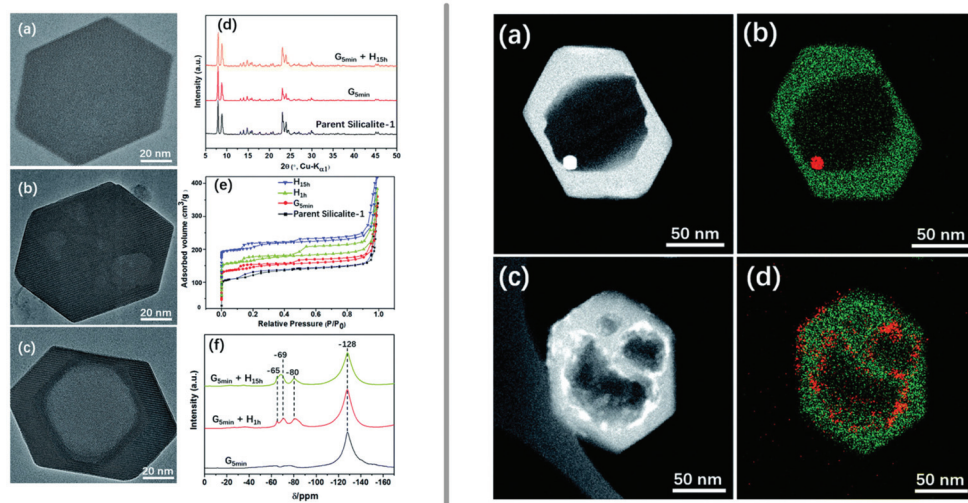 (a)
20 nm
(b)
20 nm
(c)
20 nm
(d)
Intensity (a.u.)
G5min + H15h
G5min
Parent Silicalite-1
5 10 15 20 25 30 35 40 45 50
2θ (°, Cu-Kα1)
(e)
Adsorbed volume (cm3/g)
400
300
200
100
H15h
H1h
G5min
Parent Silicalite-1
0.0 0.2 0.4 0.6 0.8 1.0
Relative Pressure (P/P0)
(f)
Intensity (a.u.)
-128
-69
-65
-80
G5min + H15h
G5min + H1h
G5min
0 -20 -40 -60 -80 -100 -120 -140 -160
δ/ppm
(a)
50 nm
(b)
50 nm
(c)
50 nm
(d)
50 nm